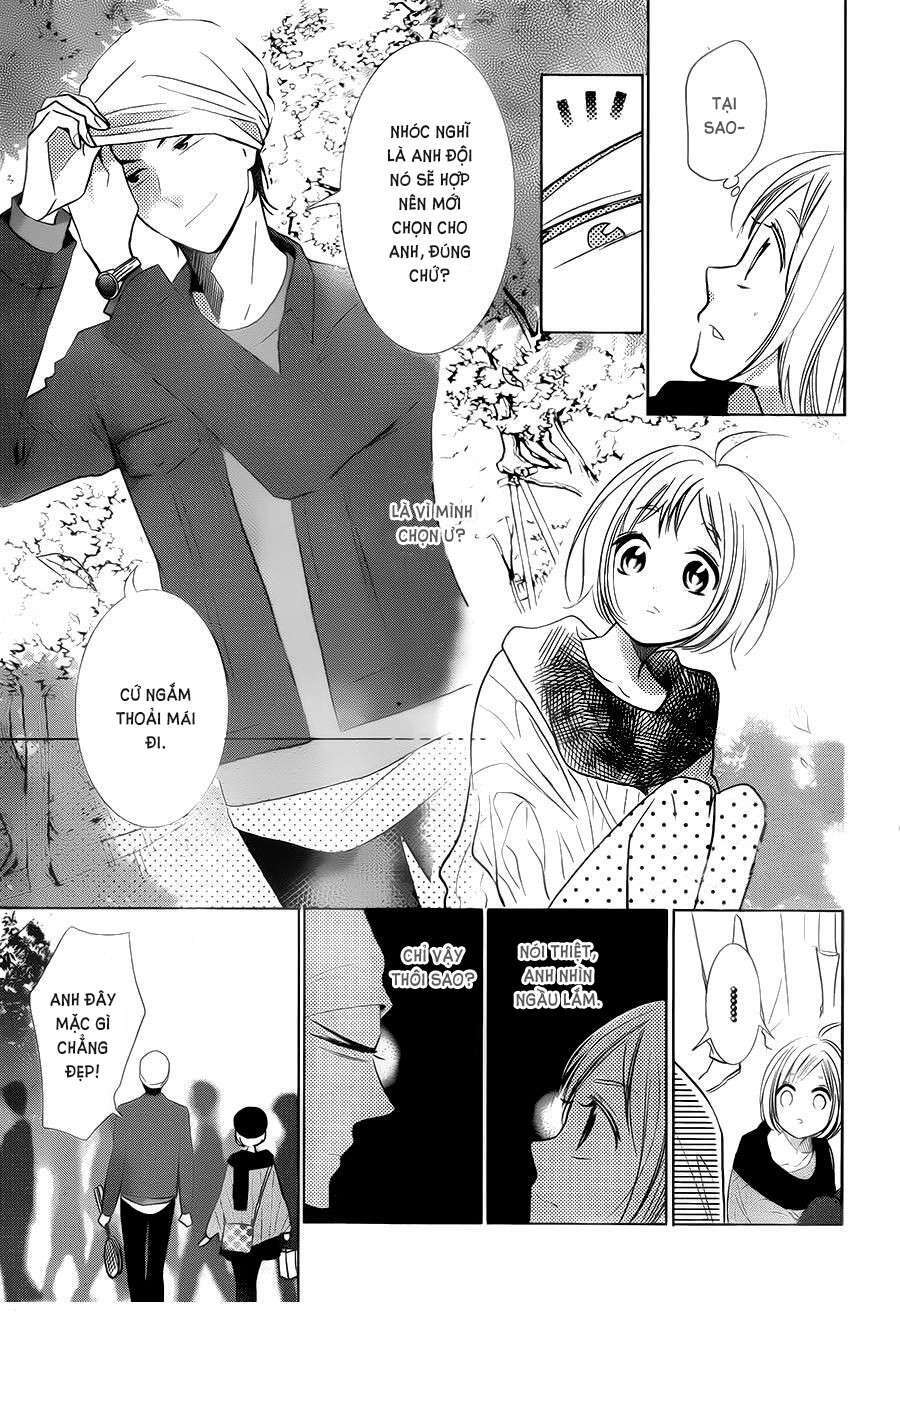 TẠI
SAO-
NHÓC NGHĨ
LÀ ANH ĐỘI
NÓ SẼ HỢP
NÊN MỚI
CHỌN CHO
ANH, ĐÚNG
CHỨ?
LÀ VÌ MÌNH
CHỌN Ư?
CỨ NGẮM
THOẢI MÁI
ĐI.
NÓI THIỆT,
ANH NHÌN
NGẦU LẮM.
CHỈ VẬY
THÔI SAO?
ANH ĐÂY
MẶC GÌ
CHẲNG
ĐẸP!